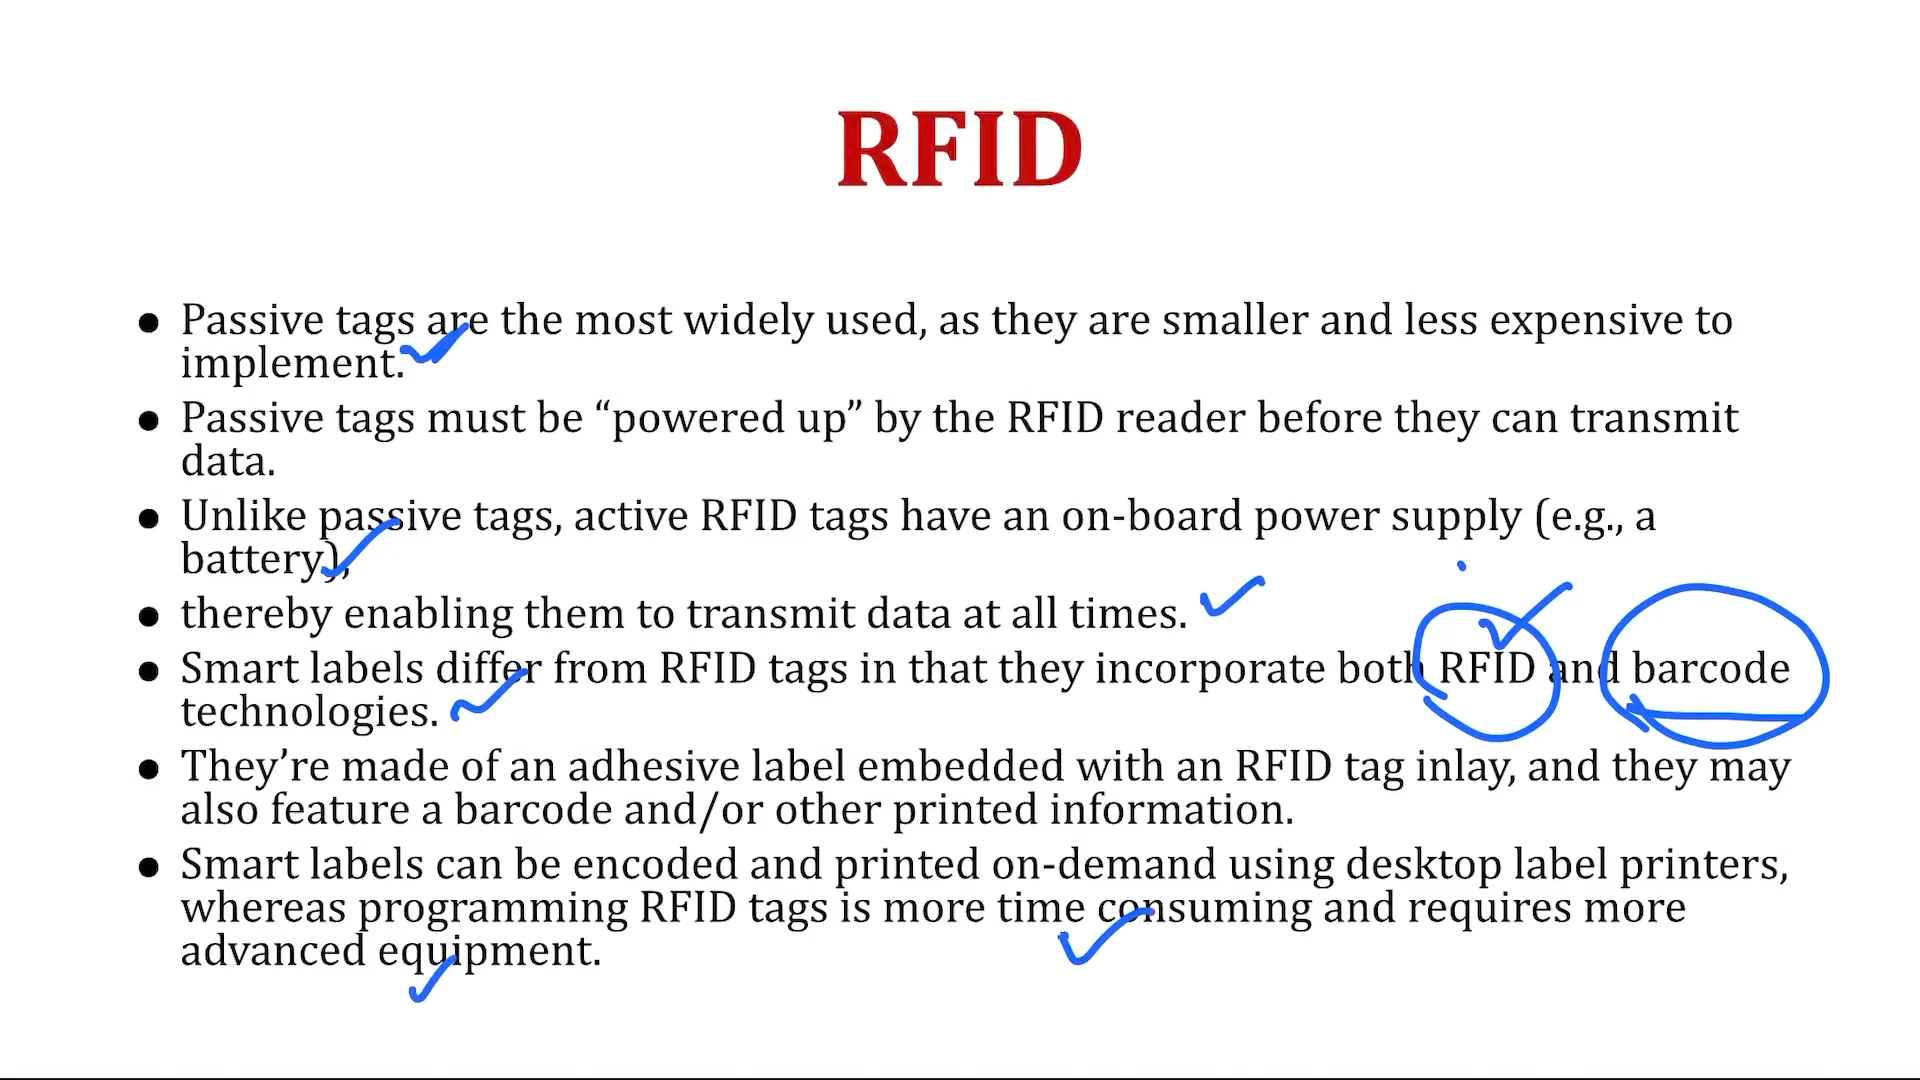 RFID
● Passive tags are the most widely used, as they are smaller and less expensive to
implement.
● Passive tags must be “powered up” by the RFID reader before they can transmit
data.
● Unlike passive tags, active RFID tags have an on-board power supply (e.g., a
battery),
● thereby enabling them to transmit data at all times.
● Smart labels differ from RFID tags in that they incorporate both RFID and barcode
technologies.
● They’re made of an adhesive label embedded with an RFID tag inlay, and they may
also feature a barcode and/or other printed information.
● Smart labels can be encoded and printed on-demand using desktop label printers,
whereas programming RFID tags is more time consuming and requires more
advanced equipment.